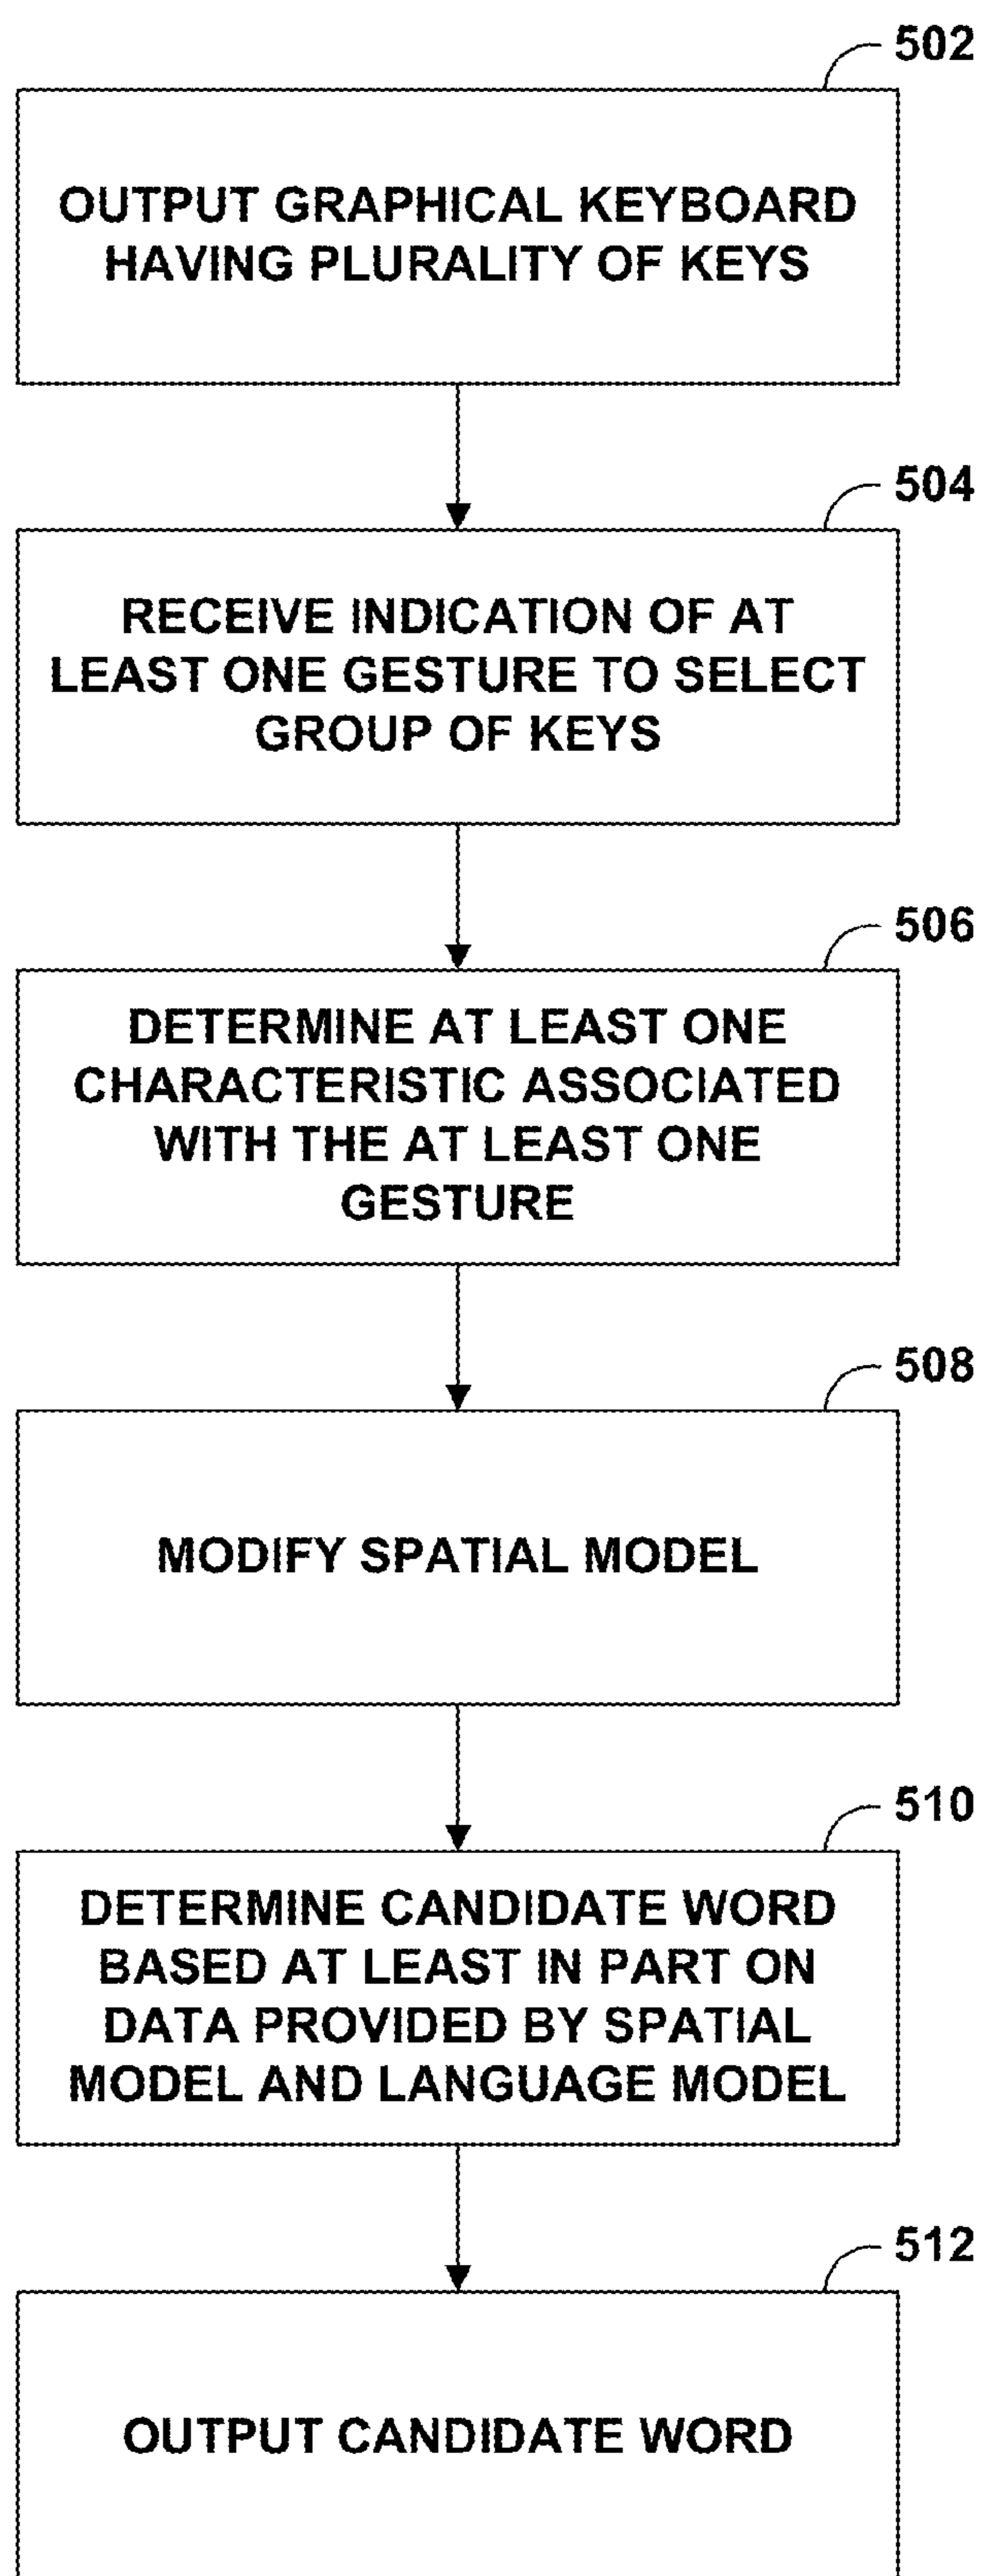 502
OUTPUT GRAPHICAL KEYBOARD
HAVING PLURALITY OF KEYS
504
RECEIVE INDICATION OF AT
LEAST ONE GESTURE TO SELECT
GROUP OF KEYS
506
DETERMINE AT LEAST ONE
CHARACTERISTIC ASSOCIATED
WITH THE AT LEAST ONE
GESTURE
508
MODIFY SPATIAL MODEL
510
DETERMINE CANDIDATE WORD
BASED AT LEAST IN PART ON
DATA PROVIDED BY SPATIAL
MODEL AND LANGUAGE MODEL
512
OUTPUT CANDIDATE WORD